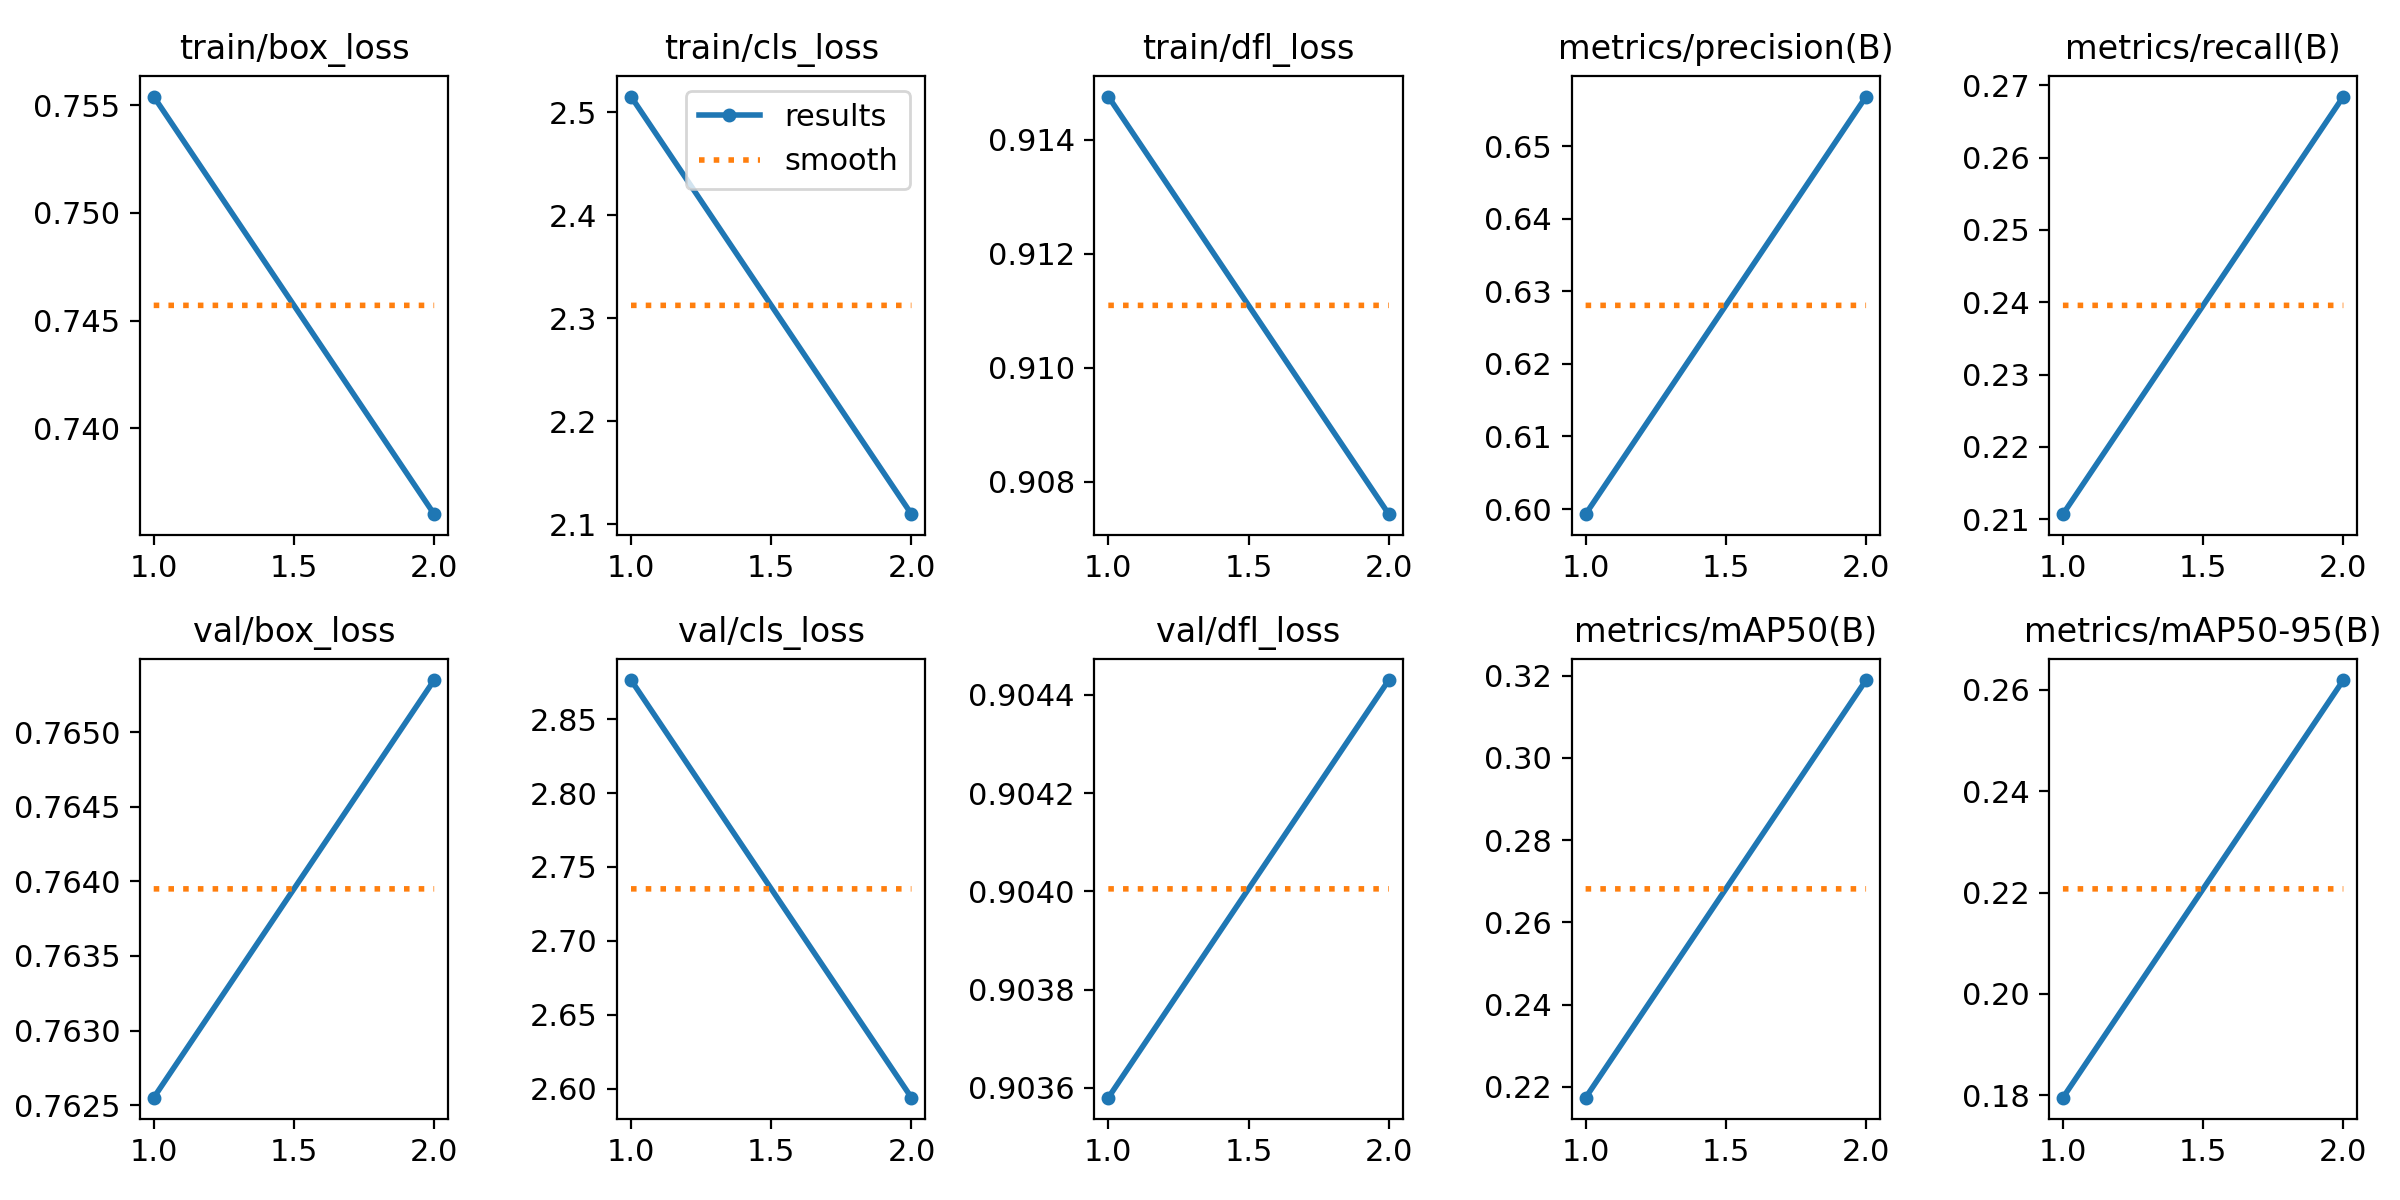 train/box_loss
0.755
0.750
0.745
0.740
1.0 1.5 2.0
train/cls_loss
results
smooth
2.5
2.4
2.3
2.2
2.1
1.0 1.5 2.0
train/dfl_loss
0.914
0.912
0.910
0.908
1.0 1.5 2.0
metrics/precision(B)
0.65
0.64
0.63
0.62
0.61
0.60
1.0 1.5 2.0
metrics/recall(B)
0.27
0.26
0.25
0.24
0.23
0.22
0.21
1.0 1.5 2.0
val/box_loss
0.7650
0.7645
0.7640
0.7635
0.7630
0.7625
1.0 1.5 2.0
val/cls_loss
2.85
2.80
2.75
2.70
2.65
2.60
1.0 1.5 2.0
val/dfl_loss
0.9044
0.9042
0.9040
0.9038
0.9036
1.0 1.5 2.0
metrics/mAP50(B)
0.32
0.30
0.28
0.26
0.24
0.22
1.0 1.5 2.0
metrics/mAP50-95(B)
0.26
0.24
0.22
0.20
0.18
1.0 1.5 2.0